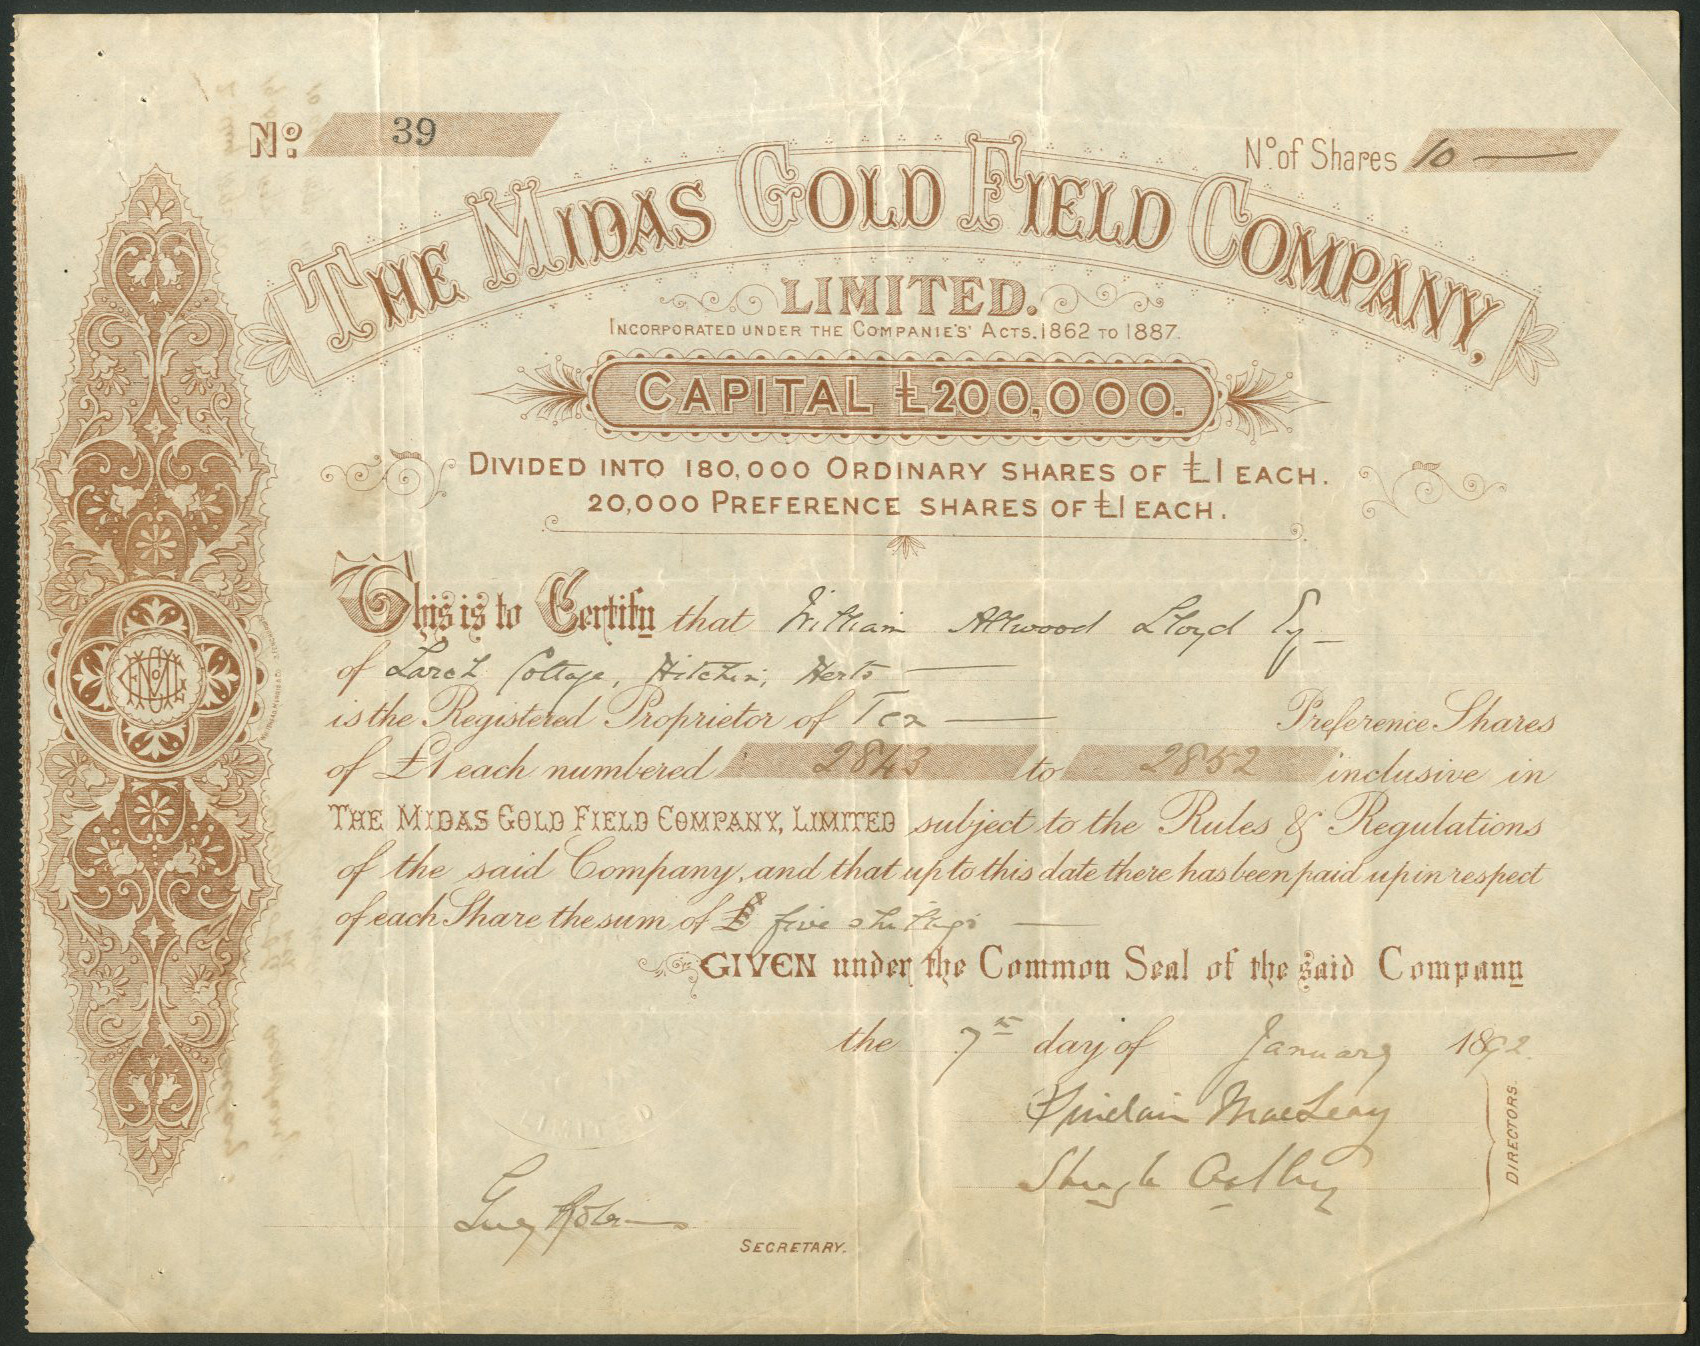 No. 39
No. of Shares 10
THE MIDAS GOLD FIELD COMPANY,
LIMITED.
INCORPORATED UNDER THE COMPANIE'S' ACTS. 1862 TO 1887.
CAPITAL £200,000.
DIVIDED INTO 180,000 ORDINARY SHARES OF £1 EACH.
20,000 PREFERENCE SHARES OF £1 EACH.
This is to Certify that William Attwood Lloyd Esq
of Larch Cottage, Hitchin, Herts
is the Registered Proprietor of Ten Preference Shares
of £1 each numbered 2843 to 2852 inclusive in
THE MIDAS GOLD FIELD COMPANY, LIMITED subject to the Rules & Regulations
of the said Company, and that up to this date there has been paid up in respect
of each Share the sum of £ five shillings
GIVEN under the Common Seal of the said Company
the 7th day of January 1892.
Sinclair MacLeay
Hugh
DIRECTORS.
Guy
SECRETARY.
LIMITED